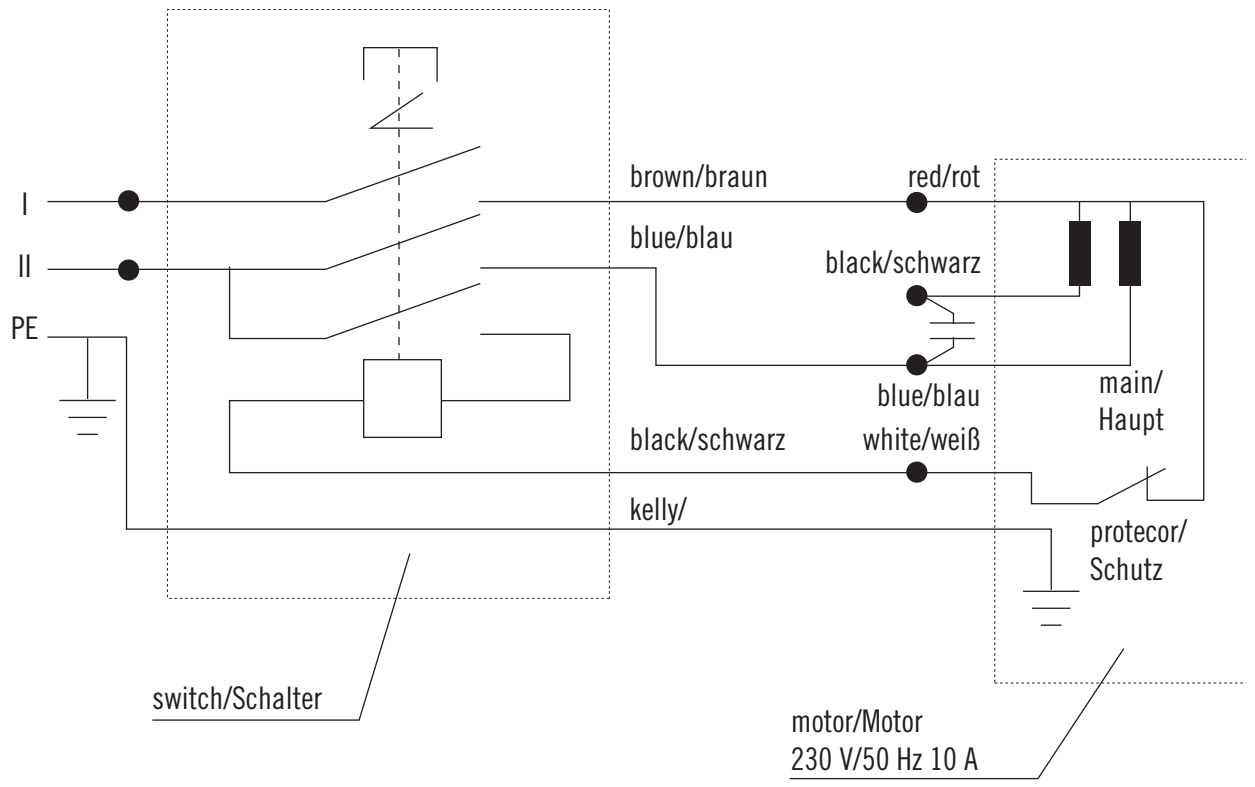 I
brown/braun
red/rot
II
blue/blau
black/schwarz
PE
blue/blau
main/
Haupt
black/schwarz
white/weiß
kelly/
protecor/
Schutz
switch/Schalter
motor/Motor
230 V/50 Hz 10 A